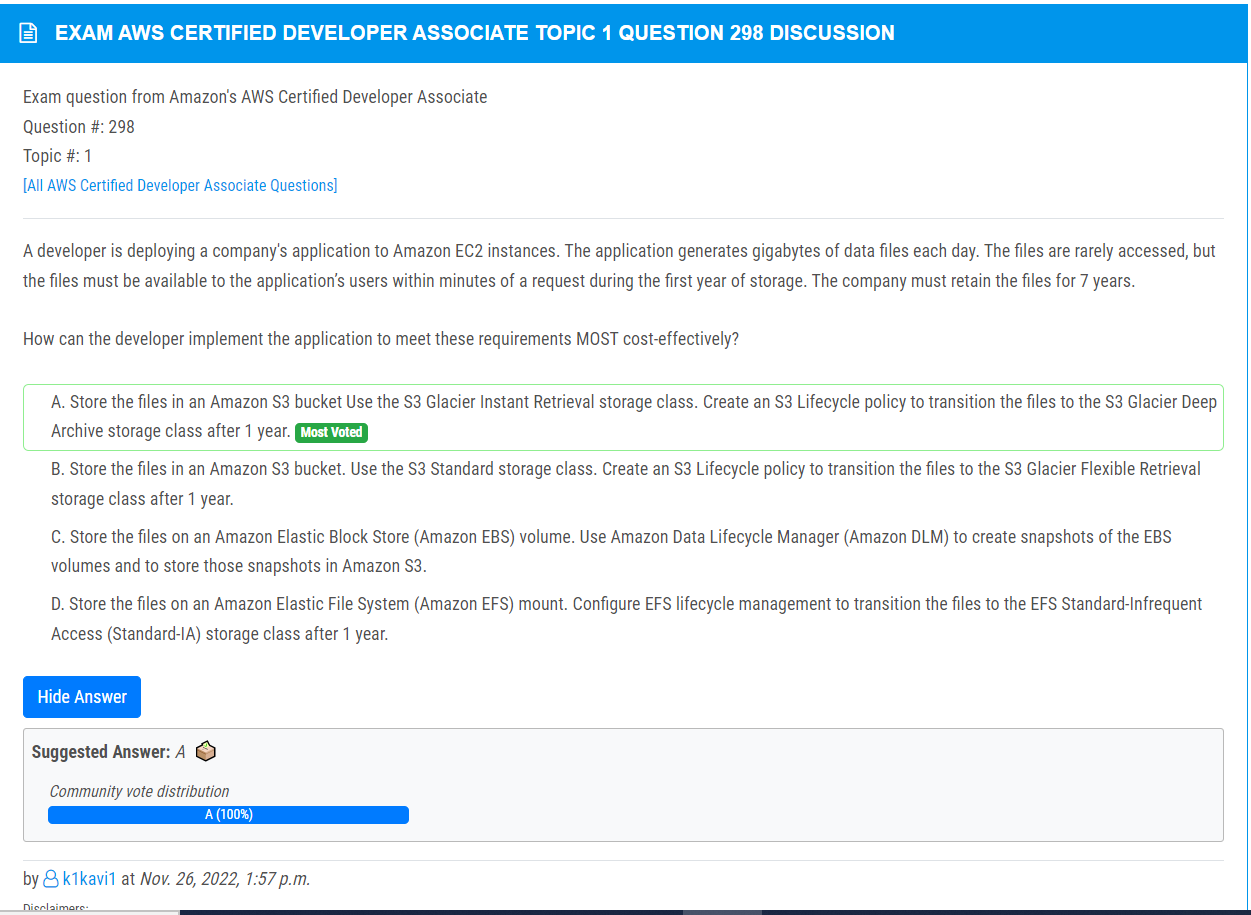 EXAM AWS CERTIFIED DEVELOPER ASSOCIATE TOPIC 1 QUESTION 298 DISCUSSION
Exam question from Amazon's AWS Certified Developer Associate
Question #: 298
Topic #: 1
[All AWS Certified Developer Associate Questions]
A developer is deploying a company's application to Amazon EC2 instances. The application generates gigabytes of data files each day. The files are rarely accessed, but
the files must be available to the application's users within minutes of a request during the first year of storage. The company must retain the files for 7 years.
How can the developer implement the application to meet these requirements MOST cost-effectively?
A. Store the files in an Amazon S3 bucket Use the S3 Glacier Instant Retrieval storage class. Create an S3 Lifecycle policy to transition the files to the S3 Glacier Deep
Archive storage class after 1 year. Most Voted
B. Store the files in an Amazon S3 bucket. Use the S3 Standard storage class. Create an S3 Lifecycle policy to transition the files to the S3 Glacier Flexible Retrieval
storage class after 1 year.
C. Store the files on an Amazon Elastic Block Store (Amazon EBS) volume. Use Amazon Data Lifecycle Manager (Amazon DLM) to create snapshots of the EBS
volumes and to store those snapshots in Amazon S3.
D. Store the files on an Amazon Elastic File System (Amazon EFS) mount. Configure EFS lifecycle management to transition the files to the EFS Standard-Infrequent
Access (Standard-IA) storage class after 1 year.
Hide Answer
Suggested Answer: A
Community vote distribution
A (100%)
by k1kavi1 at Nov. 26, 2022, 1:57 p.m.
Disclaimers: